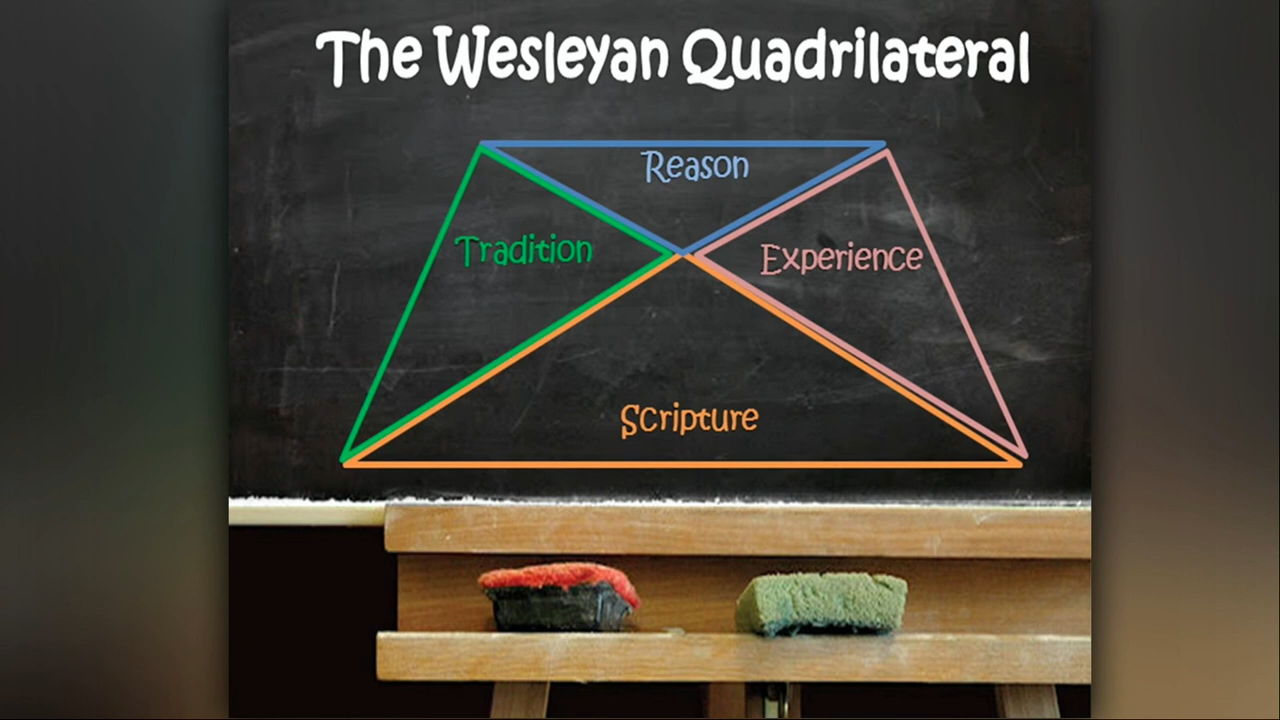 The Wesleyan Quadrilateral
Reason
Tradition
Experience
Scripture